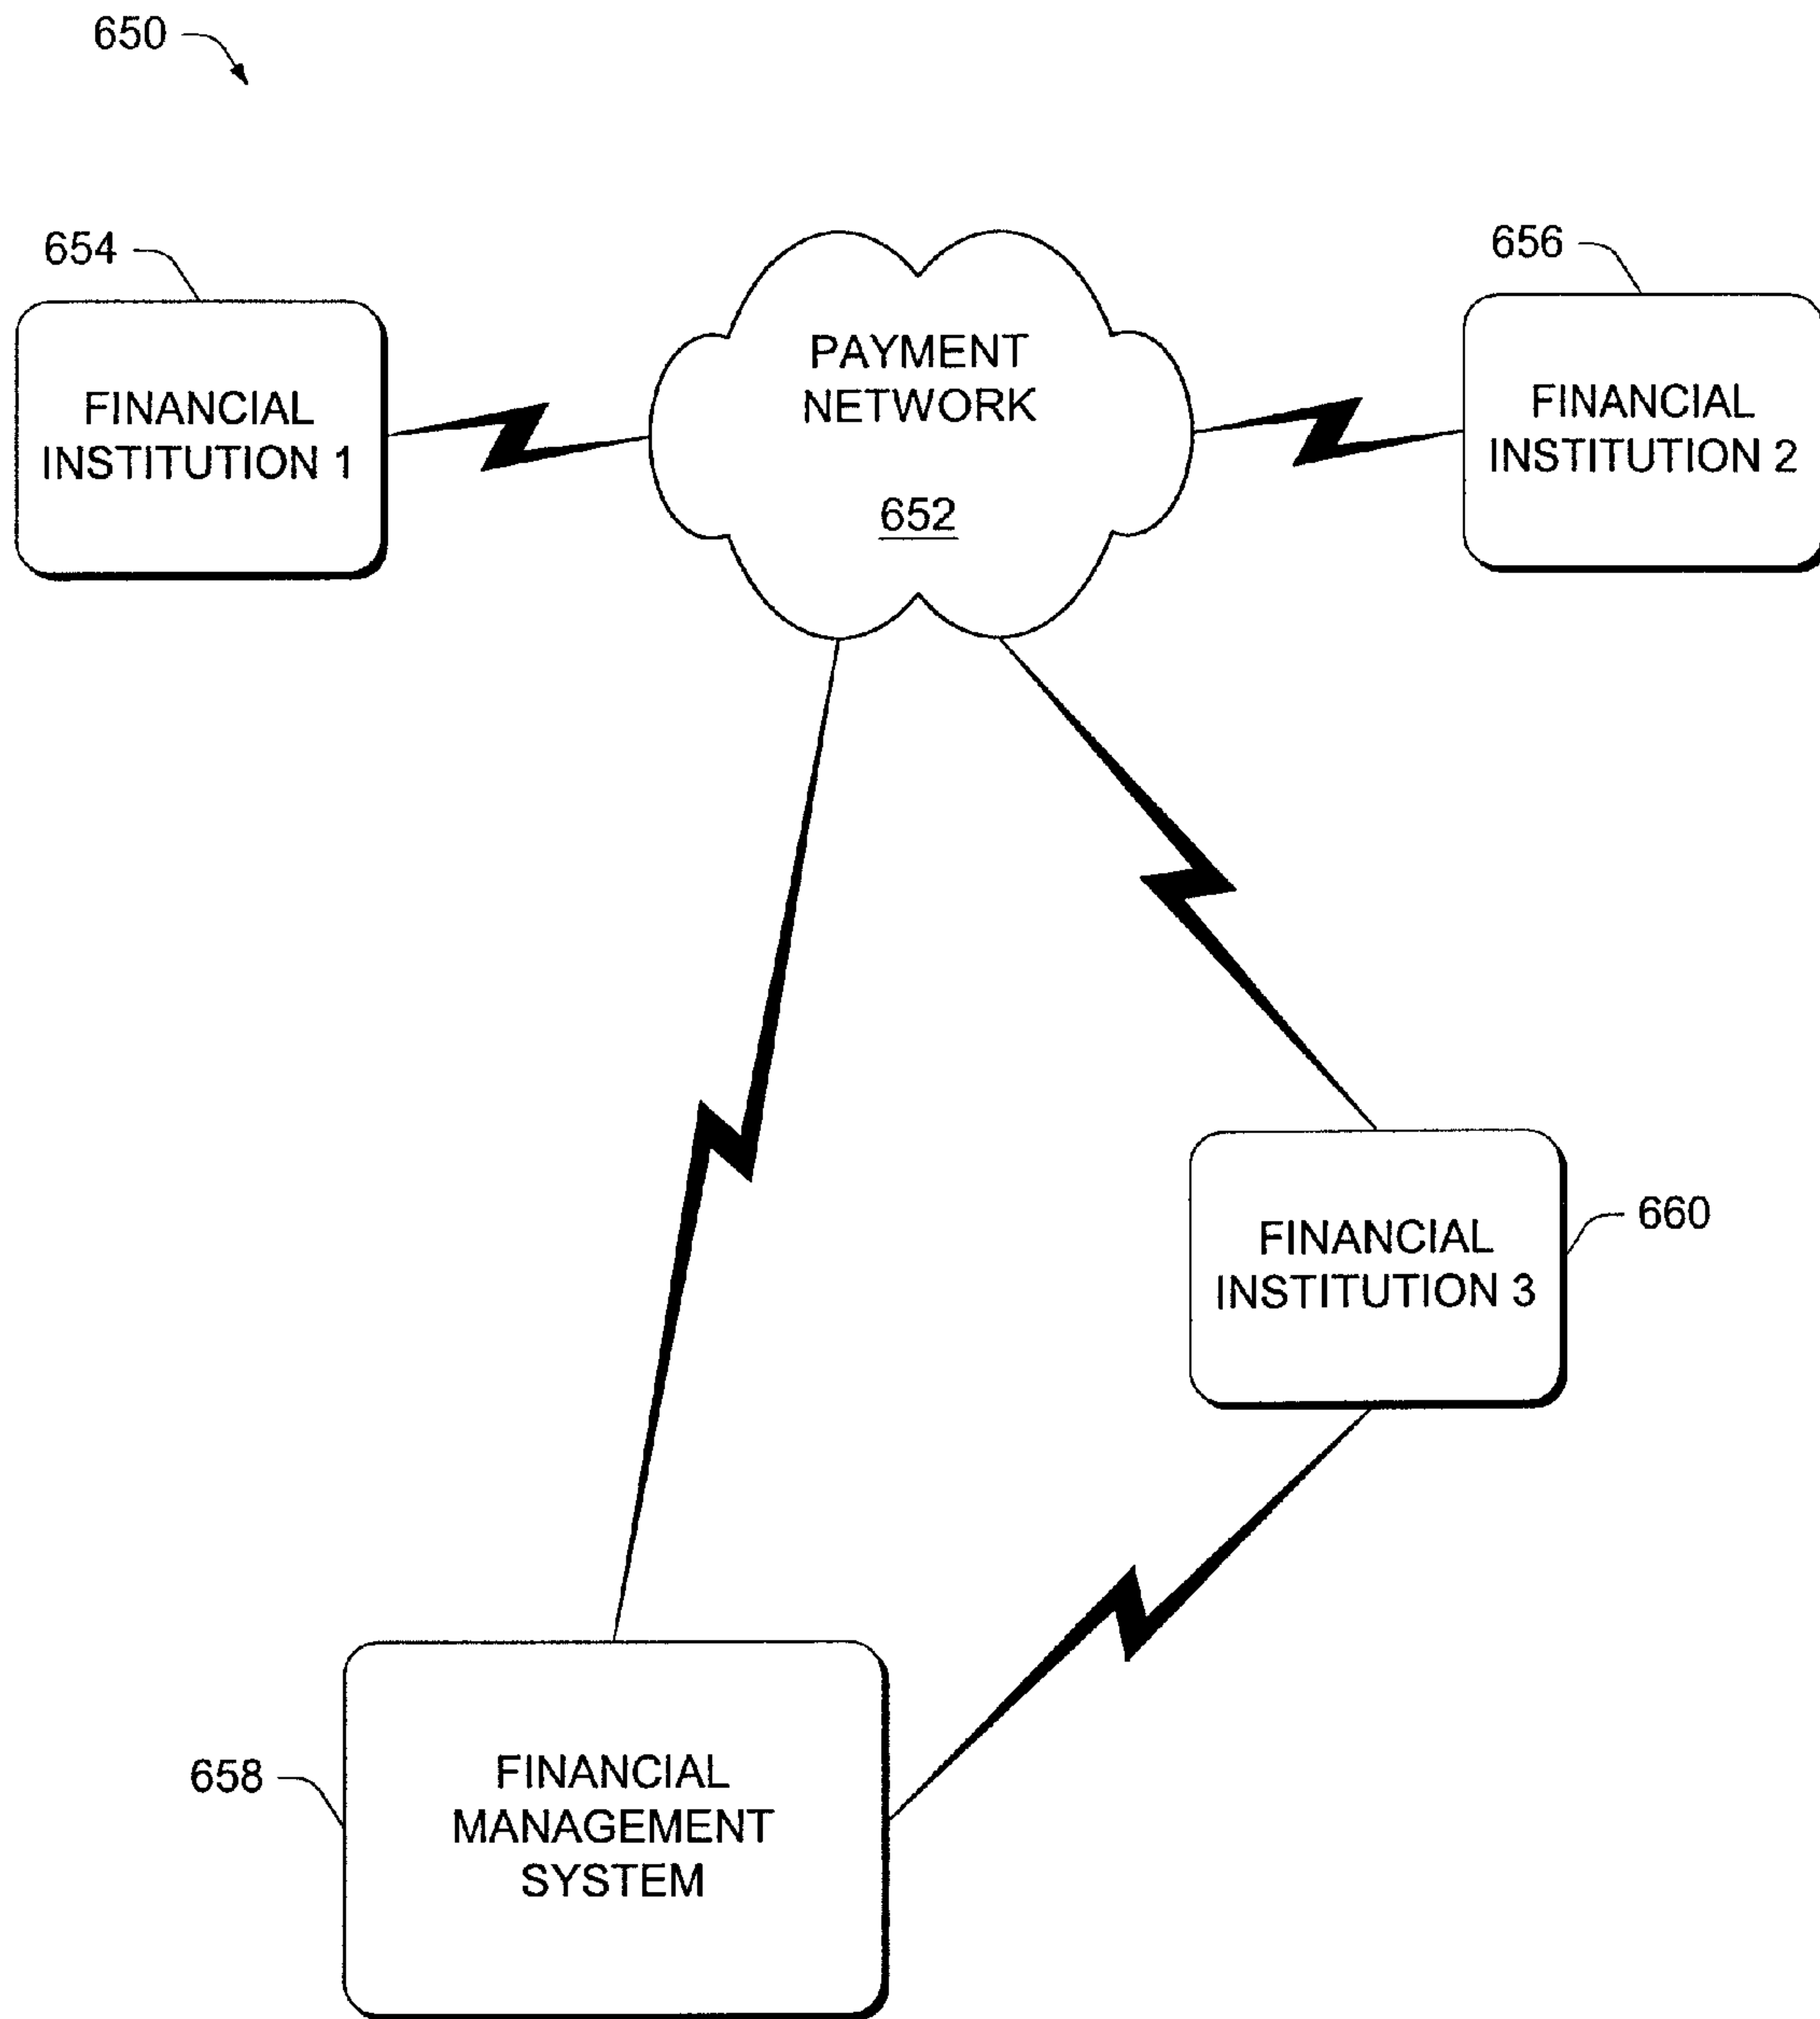 650
654
656
PAYMENT
NETWORK
652
FINANCIAL
INSTITUTION 1
FINANCIAL
INSTITUTION 2
FINANCIAL
INSTITUTION 3
660
658
FINANCIAL
MANAGEMENT
SYSTEM